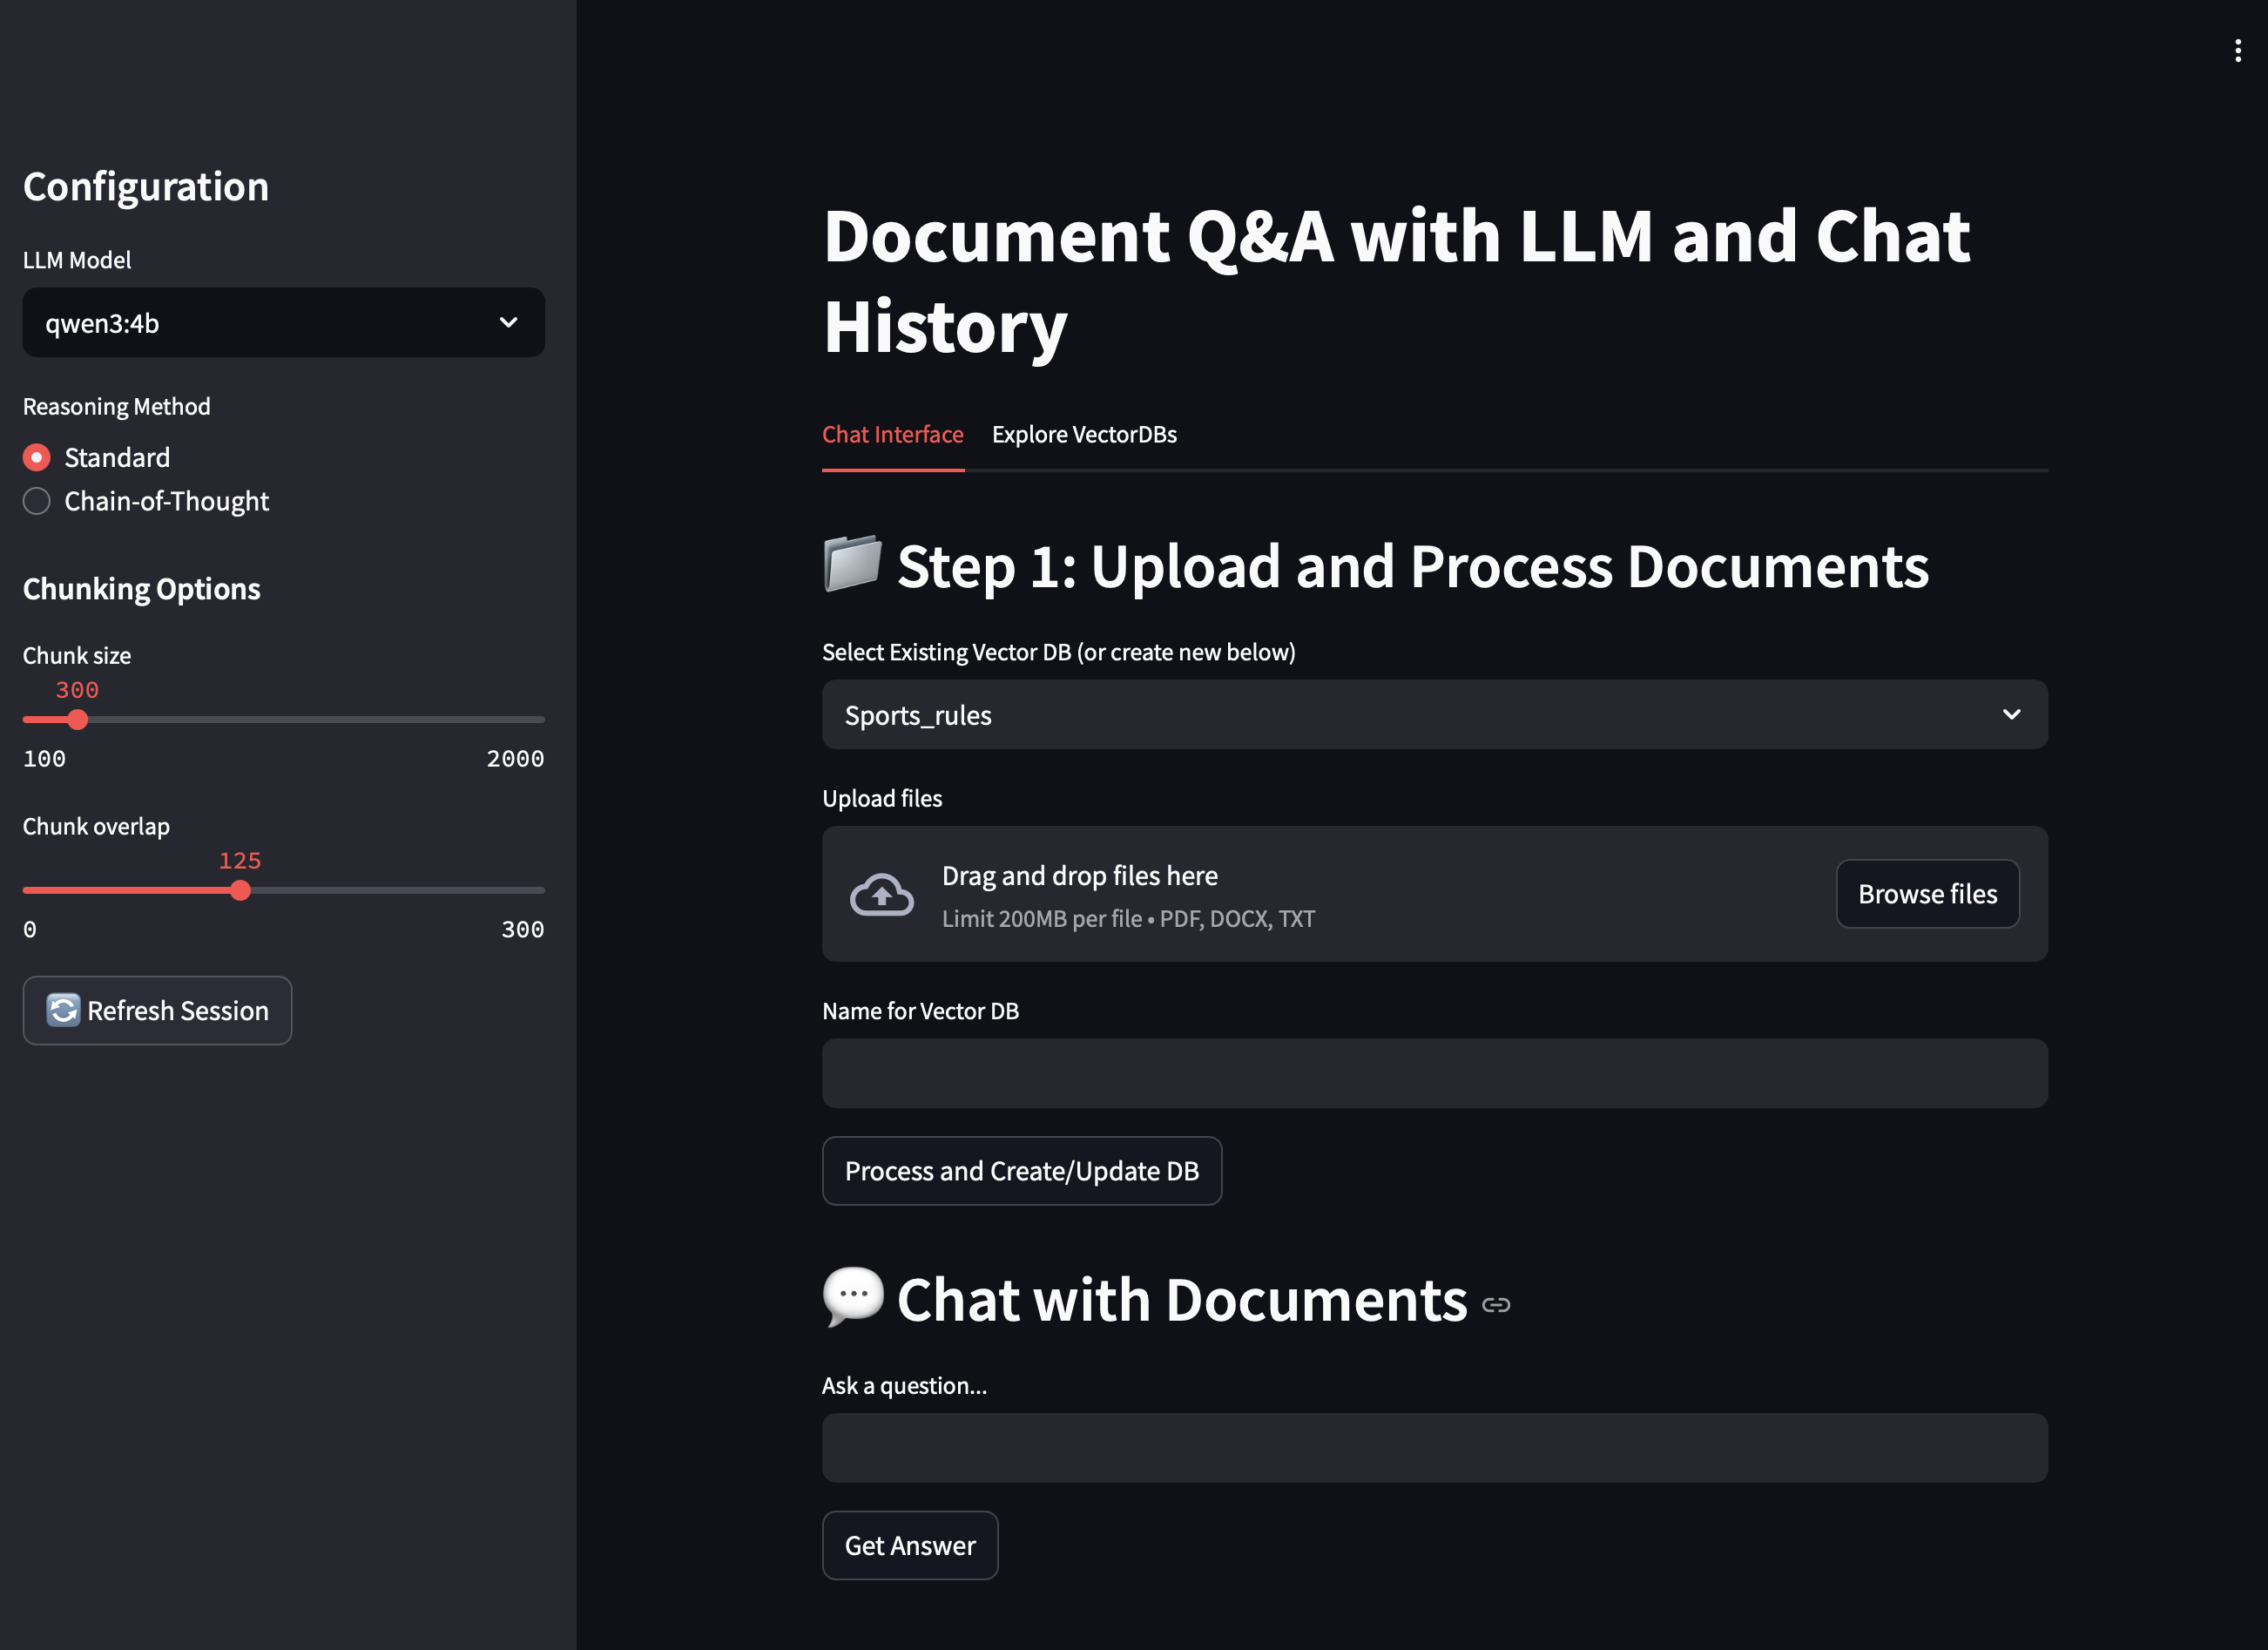 Configuration
LLM Model
qwen3:4b
Reasoning Method
Standard
Chain-of-Thought
Chunking Options
Chunk size
300
100 2000
Chunk overlap
125
0 300
Refresh Session
Document Q&A with LLM and Chat
History
Chat Interface Explore VectorDBs
Step 1: Upload and Process Documents
Select Existing Vector DB (or create new below)
Sports_rules
Upload files
Drag and drop files here
Limit 200MB per file • PDF, DOCX, TXT
Browse files
Name for Vector DB
Process and Create/Update DB
Chat with Documents
Ask a question...
Get Answer